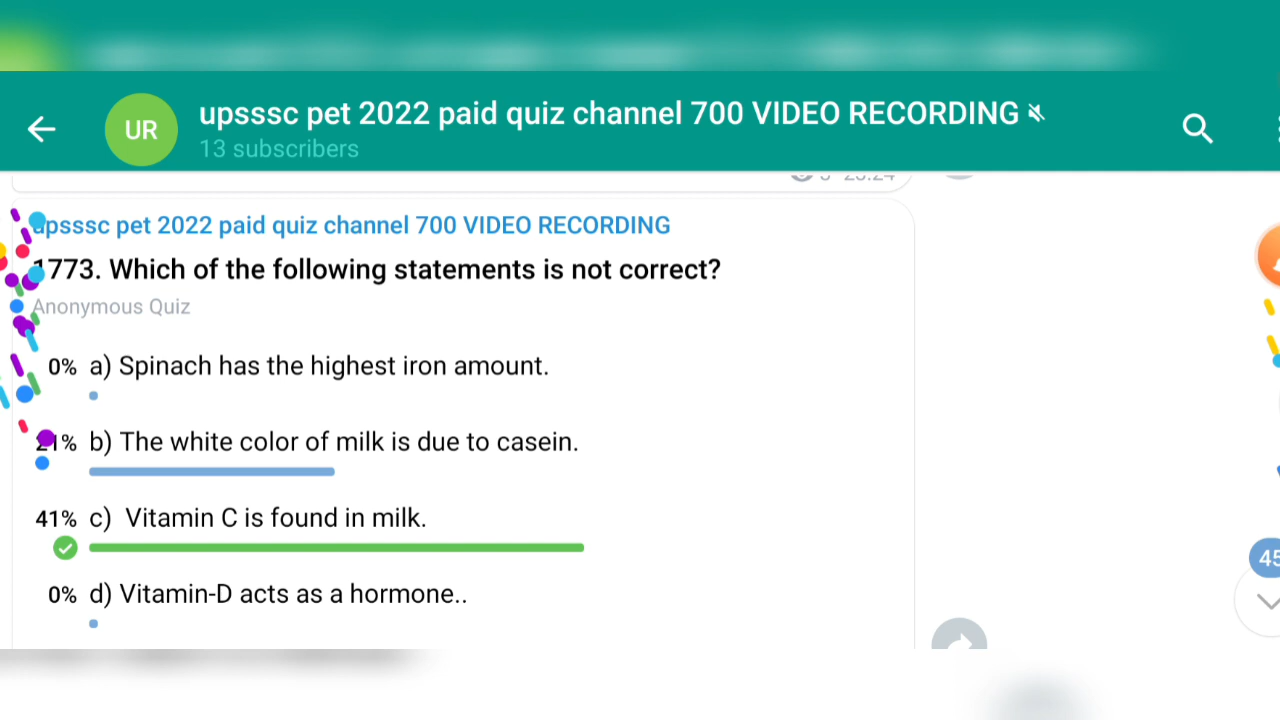 UR
upsssc pet 2022 paid quiz channel 700 VIDEO RECORDING
13 subscribers
upsssc pet 2022 paid quiz channel 700 VIDEO RECORDING
1773. Which of the following statements is not correct?
Anonymous Quiz
0% a) Spinach has the highest iron amount.
b) The white color of milk is due to casein.
41% c) Vitamin C is found in milk.
0% d) Vitamin-D acts as a hormone..
45